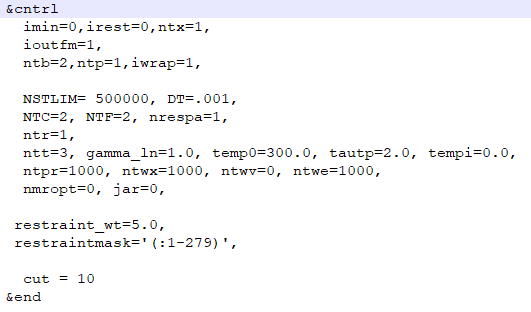 &cntrl
imin=0,irest=0,ntx=1,
ioutfm=1,
ntb=2,ntp=1,iwrap=1,
NSTLIM= 500000, DT=.001,
NTC=2, NTF=2, nrespa=1,
ntr=1,
ntt=3, gamma_ln=1.0, temp0=300.0, tautp=2.0, tempi=0.0,
ntpr=1000, ntwx=1000, ntwv=0, ntwe=1000,
nmropt=0, jar=0,
restraint_wt=5.0,
restraintmask='(:1-279)',
cut = 10
&end